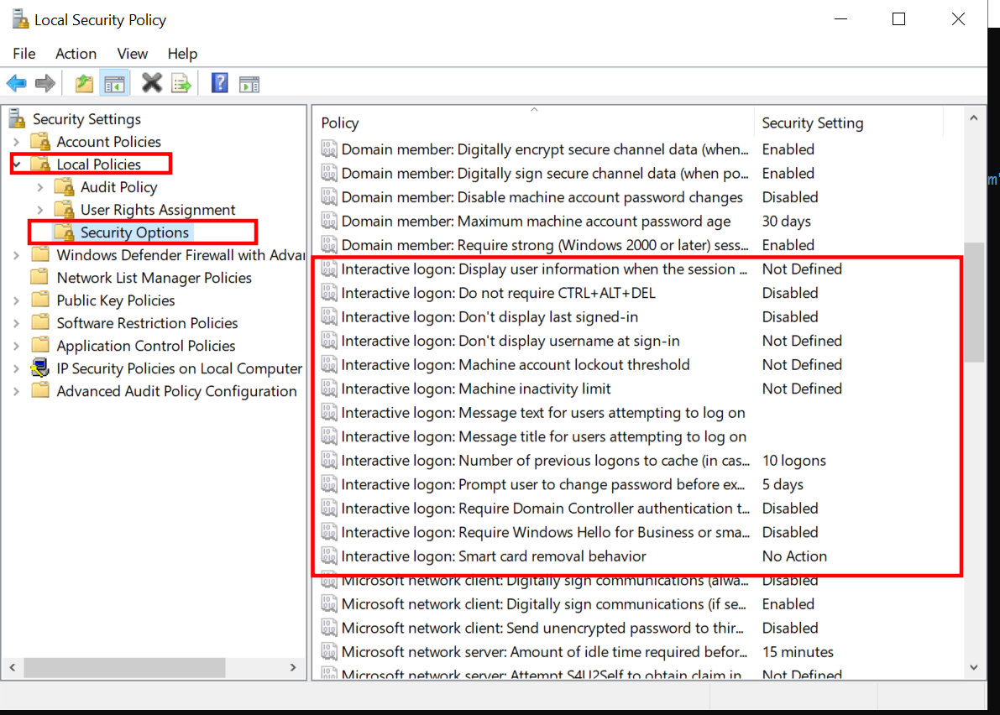 Local Security Policy
File Action View Help
Security Settings
Account Policies
Local Policies
Audit Policy
User Rights Assignment
Security Options
Windows Defender Firewall with Advar
Network List Manager Policies
Public Key Policies
Software Restriction Policies
Application Control Policies
IP Security Policies on Local Computer
Advanced Audit Policy Configuration
Policy Security Setting
Domain member: Digitally encrypt secure channel data (when... Enabled
Domain member: Digitally sign secure channel data (when po... Enabled
Domain member: Disable machine account password changes Disabled
Domain member: Maximum machine account password age 30 days
Domain member: Require strong (Windows 2000 or later) sess... Enabled
Interactive logon: Display user information when the session ... Not Defined
Interactive logon: Do not require CTRL+ALT+DEL Disabled
Interactive logon: Don't display last signed-in Disabled
Interactive logon: Don't display username at sign-in Not Defined
Interactive logon: Machine account lockout threshold Not Defined
Interactive logon: Machine inactivity limit Not Defined
Interactive logon: Message text for users attempting to log on
Interactive logon: Message title for users attempting to log on
Interactive logon: Number of previous logons to cache (in cas... 10 logons
Interactive logon: Prompt user to change password before ex... 5 days
Interactive logon: Require Domain Controller authentication t... Disabled
Interactive logon: Require Windows Hello for Business or sma... Disabled
Interactive logon: Smart card removal behavior No Action
Microsoft network client: Digitally sign communications (alwa... Disabled
Microsoft network client: Digitally sign communications (if se... Enabled
Microsoft network client: Send unencrypted password to thir... Disabled
Microsoft network server: Amount of idle time required befor... 15 minutes
Microsoft network server: Attempt S4U2Self to obtain claim in... Not Defined